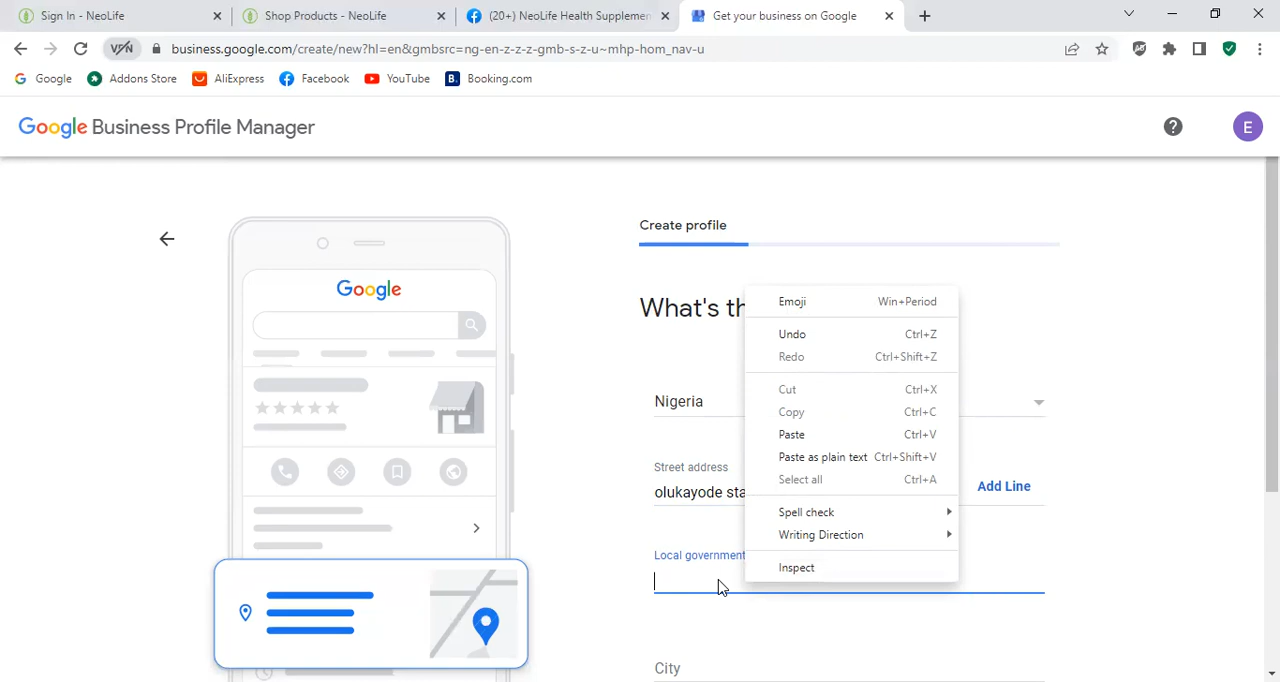 Sign In - NeoLife
Shop Products - NeoLife
(20+) NeoLife Health Supplemen
Get your business on Google
VPN
business.google.com/create/new?hl=en&gmbsrc=ng-en-z-z-z-gmb-s-z-u~mhp-hom_nav-u
Google
Addons Store
AliExpress
Facebook
YouTube
B.
Booking.com
Google Business Profile Manager
E
Create profile
Google
What's th
Nigeria
Street address
olukayode sta
Add Line
Local government
City
Emoji Win+Period
Undo Ctrl+Z
Redo Ctrl+Shift+Z
Cut Ctrl+X
Copy Ctrl+C
Paste Ctrl+V
Paste as plain text Ctrl+Shift+V
Select all Ctrl+A
Spell check
Writing Direction
Inspect